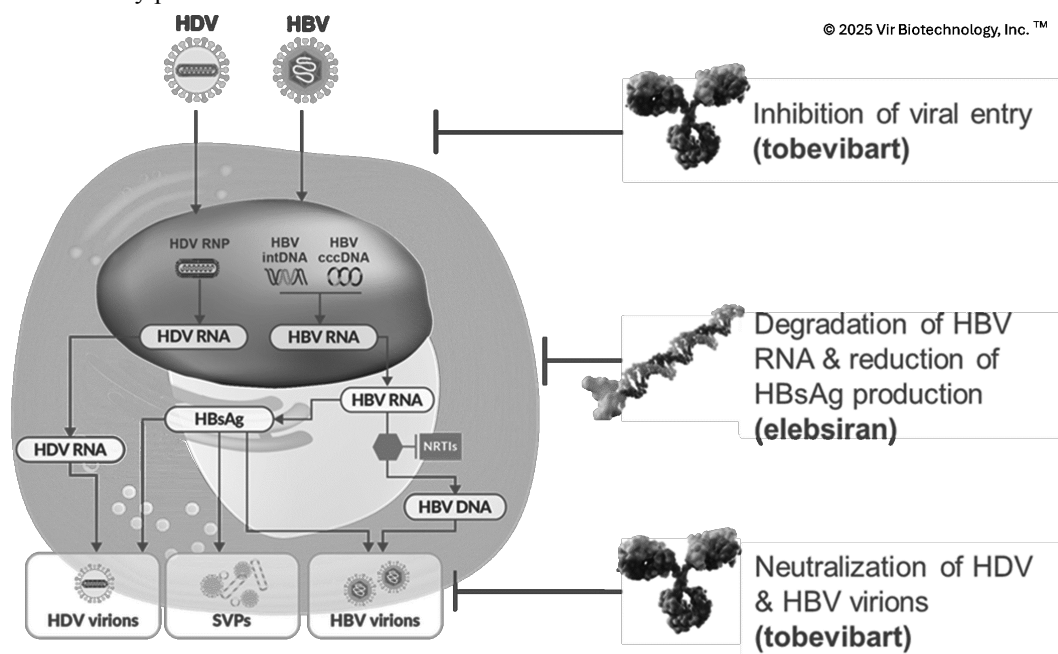 HDV
HBV
© 2025 Vir Biotechnology, Inc. ™
Inhibition of viral entry
(tobevibart)
HDV RNP
HBV
intDNA
HBV
cccDNA
HDV RNA
HBV RNA
Degradation of HBV
RNA & reduction of
HBsAg production
(elebsiran)
HBV RNA
HBsAg
HDV RNA
NRTIs
HBV DNA
Neutralization of HDV
& HBV virions
(tobevibart)
HDV virions
SVPs
HBV virions